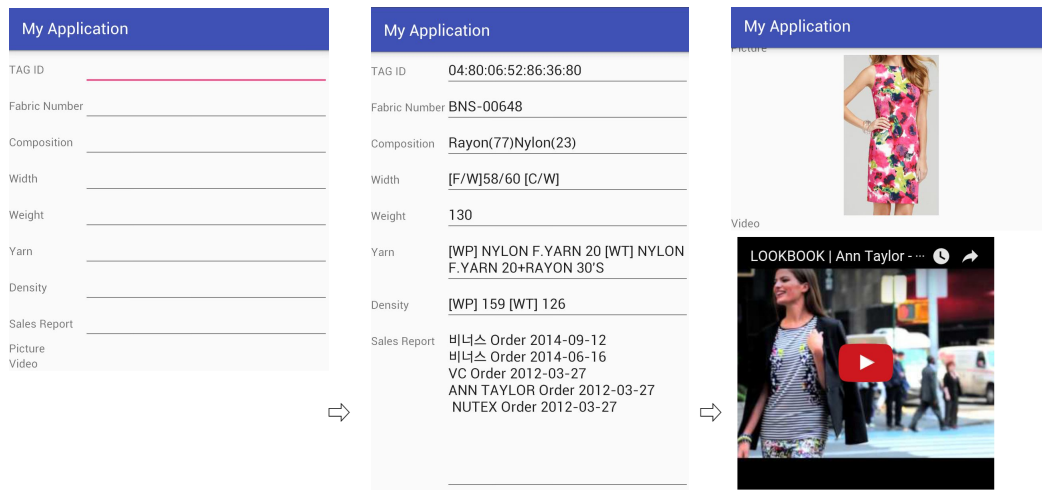 My Application
TAG ID
Fabric Number
Composition
Width
Weight
Yarn
Density
Sales Report
Picture
Video
My Application
TAG ID 04:80:06:52:86:36:80
Fabric Number BNS-00648
Composition Rayon(77)Nylon(23)
Width [F/W]58/60 [C/W]
Weight 130
Yarn [WP] NYLON F.YARN 20 [WT] NYLON
F.YARN 20+RAYON 30'S
Density [WP] 159 [WT] 126
Sales Report 비너스 Order 2014-09-12
비너스 Order 2014-06-16
VC Order 2012-03-27
ANN TAYLOR Order 2012-03-27
NUTEX Order 2012-03-27
My Application
Picture
Video
LOOKBOOK | Ann Taylor - ...